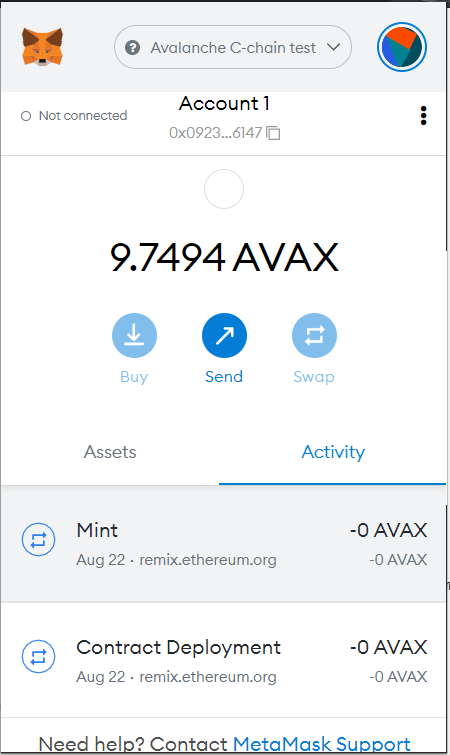 ? Avalanche C-chain test
Not connected
Account 1
0x0923...6147
9.7494 AVAX
Buy Send Swap
Assets Activity
Mint -0 AVAX
Aug 22 · remix.ethereum.org -0 AVAX
Contract Deployment -0 AVAX
Aug 22 · remix.ethereum.org -0 AVAX
Need help? Contact MetaMask Support